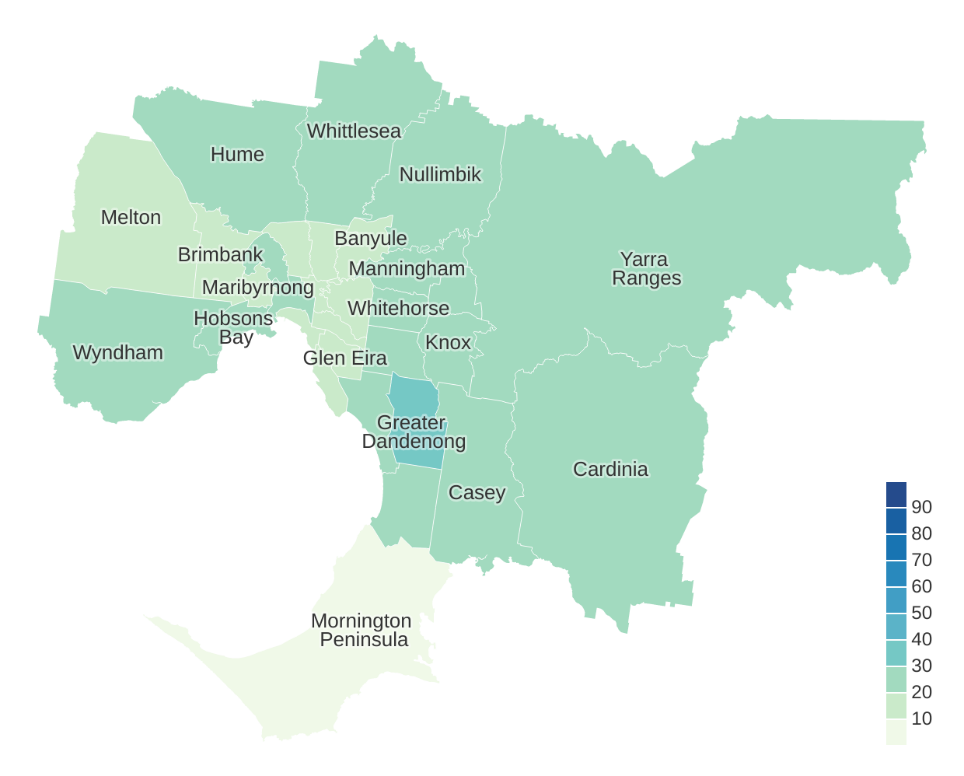 Whittlesea
Hume
Nullimbik
Melton
Banyule
Brimbank
Manningham
Yarra
Ranges
Maribyrnong
Whitehorse
Hobsons
Bay
Knox
Wyndham
Glen Eira
Greater
Dandenong
Cardinia
Casey
90
80
70
60
50
40
30
20
10
Mornington
Peninsula